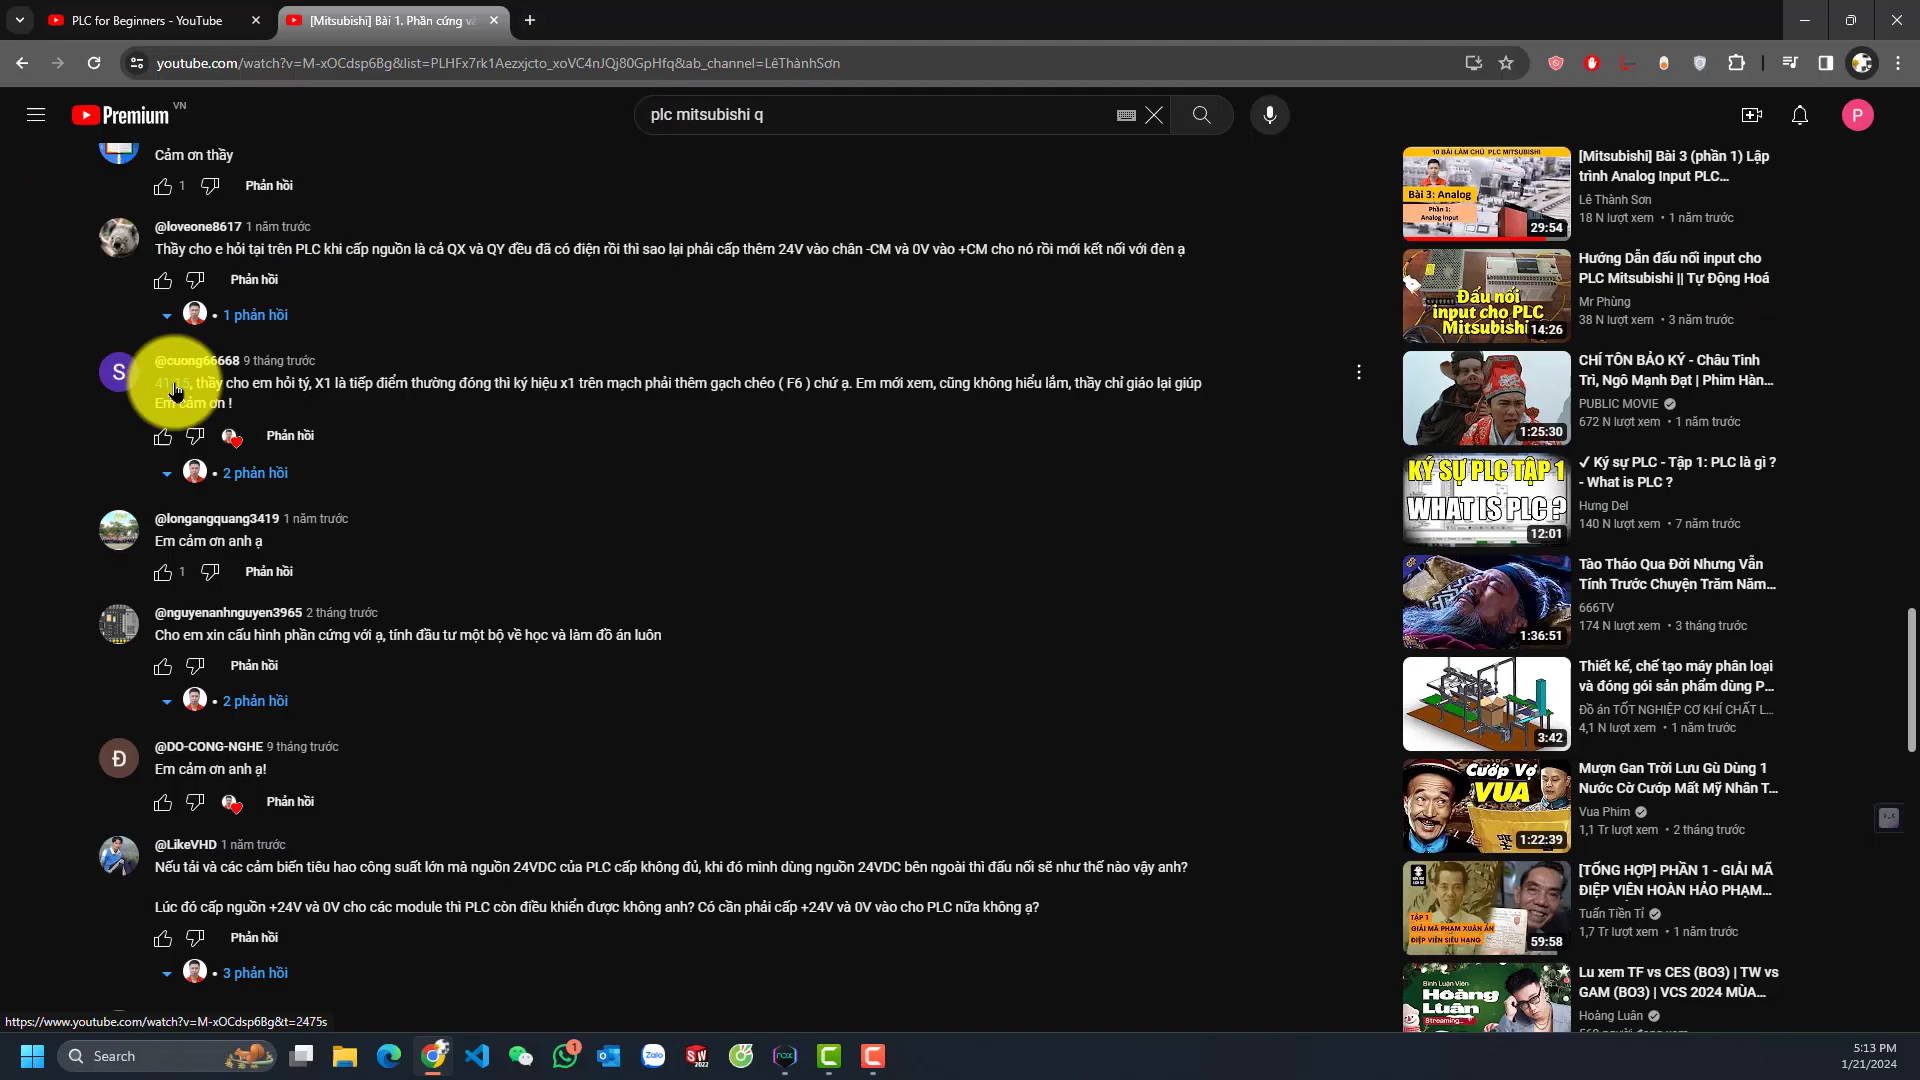 PLC for Beginners - YouTube
[Mitsubishi] Bài 1. Phần cứng và
youtube.com/watch?v=M-xOCdsp6Bg&list=PLHFx7rk1Aezxjcto_xoVC4nJQj80GpHfq&ab_channel=LêThànhSơn
Premium VN
plc mitsubishi q
P
Cảm ơn thầy
1 Phản hồi
@loveone8617 1 năm trước
Thầy cho e hỏi tại trên PLC khi cấp nguồn là cả QX và QY đều đã có điện rồi thì sao lại phải cấp thêm 24V vào chân -CM và 0V vào +CM cho nó rồi mới kết nối với đèn ạ
Phản hồi
1 phản hồi
S
@cuong66668 9 tháng trước
41:15, thầy cho em hỏi tý, X1 là tiếp điểm thường đóng thì ký hiệu x1 trên mạch phải thêm gạch chéo ( F6 ) chứ ạ. Em mới xem, cũng không hiểu lắm, thầy chỉ giáo lại giúp
Em cảm ơn !
Phản hồi
2 phản hồi
@longangquang3419 1 năm trước
Em cảm ơn anh ạ
1 Phản hồi
@nguyenanhnguyen3965 2 tháng trước
Cho em xin cấu hình phần cứng với ạ, tính đầu tư một bộ về học và làm đồ án luôn
Phản hồi
2 phản hồi
Đ
@DO-CONG-NGHE 9 tháng trước
Em cảm ơn anh ạ!
Phản hồi
@LikeVHD 1 năm trước
Nếu tải và các cảm biến tiêu hao công suất lớn mà nguồn 24VDC của PLC cấp không đủ, khi đó mình dùng nguồn 24VDC bên ngoài thì đấu nối sẽ như thế nào vậy anh?
Lúc đó cấp nguồn +24V và 0V cho các module thì PLC còn điều khiển được không anh? Có cần phải cấp +24V và 0V vào cho PLC nữa không ạ?
Phản hồi
3 phản hồi
10 BÀI LÀM CHỦ PLC MITSUBISHI
Bài 3: Analog
Phần 1:
Analog Input
29:54
[Mitsubishi] Bài 3 (phần 1) Lập
trình Analog Input PLC...
Lê Thành Sơn
18 N lượt xem • 1 năm trước
Đấu nối
input cho PLC
Mitsubishi
14:26
Hướng Dẫn đấu nối input cho
PLC Mitsubishi || Tự Động Hoá
Mr Phùng
38 N lượt xem • 3 năm trước
1:25:30
CHÍ TÔN BẢO KÝ - Châu Tinh
Trì, Ngô Mạnh Đạt | Phim Hàn...
PUBLIC MOVIE
672 N lượt xem • 1 năm trước
KÝ SỰ PLC TẬP 1
WHAT IS PLC ?
12:01
✓ Ký sự PLC - Tập 1: PLC là gì ?
- What is PLC ?
Hưng Del
140 N lượt xem • 7 năm trước
1:36:51
Tào Tháo Qua Đời Nhưng Vẫn
Tính Trước Chuyện Trăm Năm...
666TV
174 N lượt xem • 3 tháng trước
3:42
Thiết kế, chế tạo máy phân loại
và đóng gói sản phẩm dùng P...
Đồ án TỐT NGHIỆP CƠ KHÍ CHẤT L...
4,1 N lượt xem • 1 năm trước
Cướp Vợ
VUA
1:22:39
Mượn Gan Trời Lưu Gù Dùng 1
Nước Cờ Cướp Mất Mỹ Nhân T...
Vua Phim
1,1 Tr lượt xem • 2 tháng trước
TẬP 1
GIẢI MÃ PHẠM XUÂN ẨN
ĐIỆP VIÊN SIÊU HẠNG
59:58
[TỔNG HỢP] PHẦN 1 - GIẢI MÃ
ĐIỆP VIÊN HOÀN HẢO PHẠM...
Tuấn Tiền Tỉ
1,7 Tr lượt xem • 1 năm trước
Bình Luận Viên
Hoàng
Luân
Streaming...
Lu xem TF vs CES (BO3) | TW vs
GAM (BO3) | VCS 2024 MÙA...
Hoàng Luân
https://www.youtube.com/watch?v=M-xOCdsp6Bg&t=2475s
Search
1
Zalo
SW
2022
rox
C
C
5:13 PM
1/21/2024